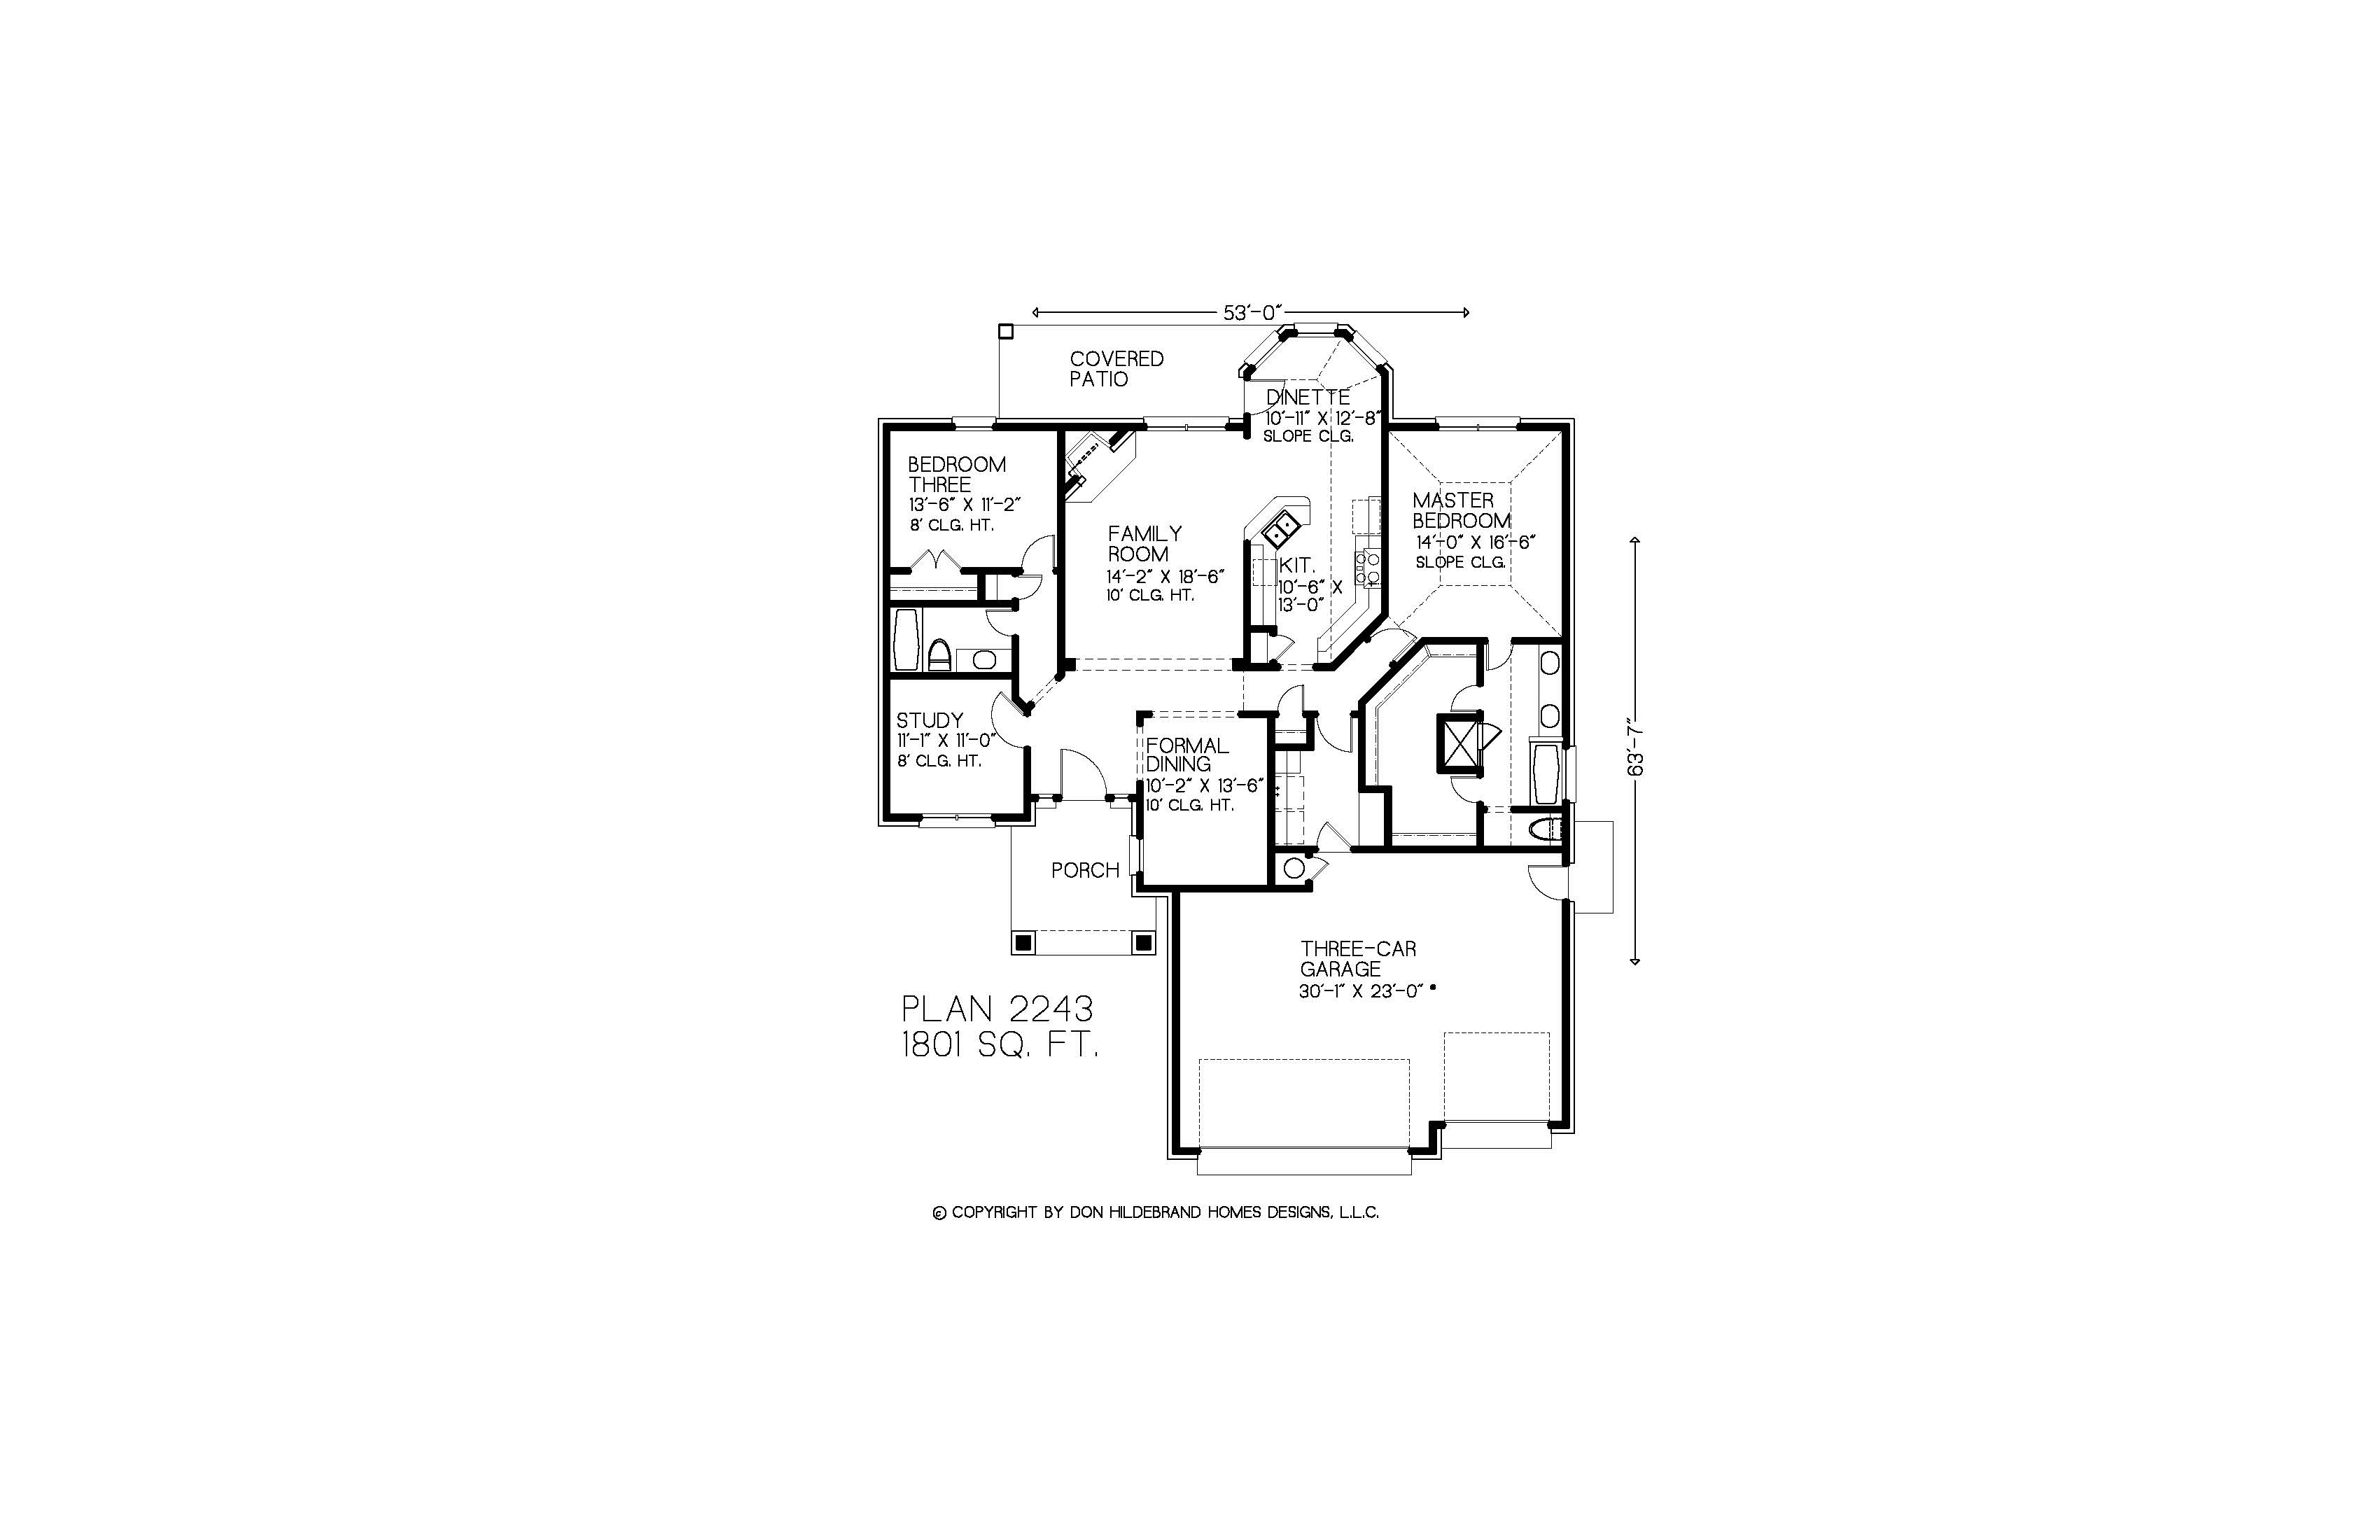 53'-0"
COVERED
PATIO
DINETTE
10'-11" X 12'-8"
SLOPE CLG.
BEDROOM
THREE
13'-6" X 11'-2"
8' CLG. HT.
FAMILY
ROOM
14'-2" X 18'-6"
10' CLG. HT.
KIT.
10'-6" X
13'-0"
MASTER
BEDROOM
14'-0" X 16'-6"
SLOPE CLG.
STUDY
11'-1" X 11'-0"
8' CLG. HT.
FORMAL
DINING
10'-2" X 13'-6"
10' CLG. HT.
63'-7"
PORCH
THREE-CAR
GARAGE
30'-1" X 23'-0"
PLAN 2243
1801 SQ. FT.
© COPYRIGHT BY DON HILDEBRAND HOMES DESIGNS, L.L.C.